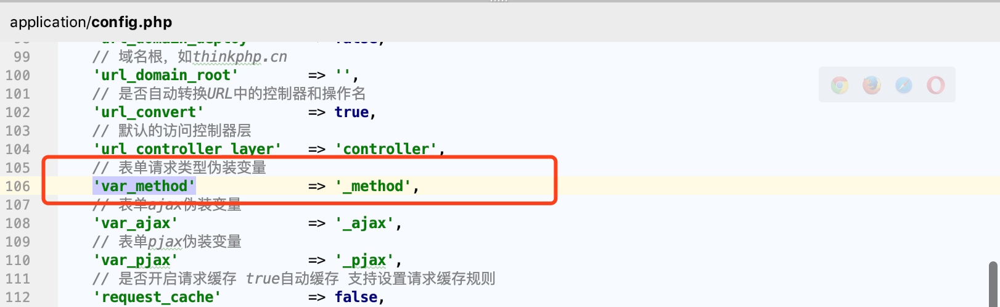 application/config.php
99 // 域名根，如thinkphp.cn
100 'url_domain_root' => '',
101 // 是否自动转换URL中的控制器和操作名
102 'url_convert' => true,
103 // 默认的访问控制器层
104 'url_controller_layer' => 'controller',
105 // 表单请求类型伪装变量
106 'var_method' => '_method',
107 // 表单ajax伪装变量
108 'var_ajax' => '_ajax',
109 // 表单pjax伪装变量
110 'var_pjax' => '_pjax',
111 // 是否开启请求缓存 true自动缓存 支持设置请求缓存规则
112 'request_cache' => false,